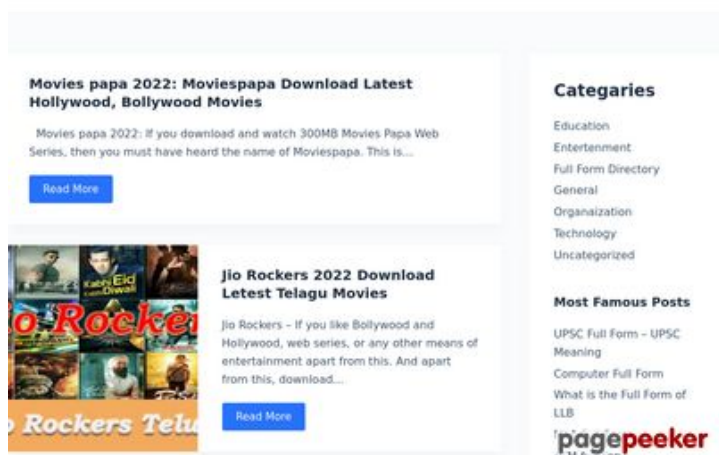 Movies papa 2022: Moviespapa Download Latest
Hollywood, Bollywood Movies
Movies papa 2022: If you download and watch 300MB Movies Papa Web
Series, then you must have heard the name of Moviespapa. This is...
Read More
Kabhi Eid
Kabhi Diwali
o Rocker
o Rockers Telu
Jio Rockers 2022 Download
Letest Telagu Movies
Jio Rockers – If you like Bollywood and
Hollywood, web series, or any other means of
entertainment apart from this. And apart
from this, download...
Read More
Categaries
Education
Entertenment
Full Form Directory
General
Organaization
Technology
Uncategorized
Most Famous Posts
UPSC Full Form – UPSC
Meaning
Computer Full Form
What is the Full Form of
LLB
pagepeeker